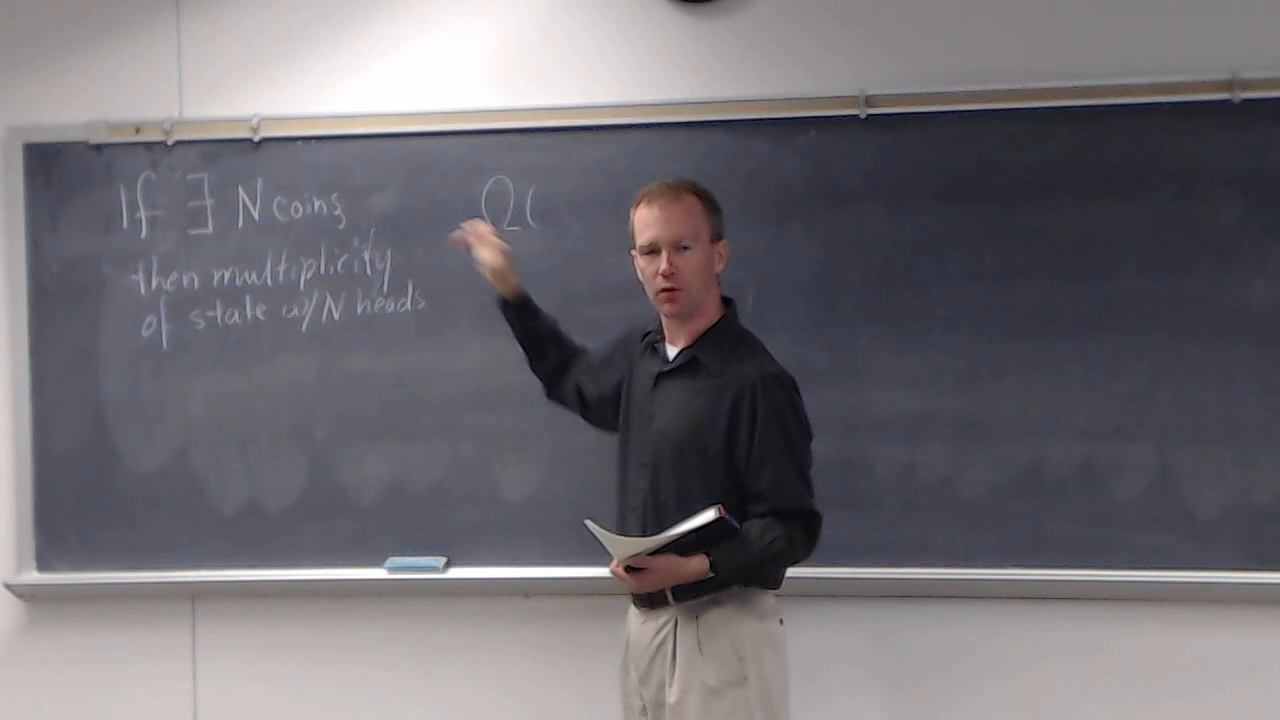 If ∃ N coins
Ω(
then multiplicity
of state w/N heads